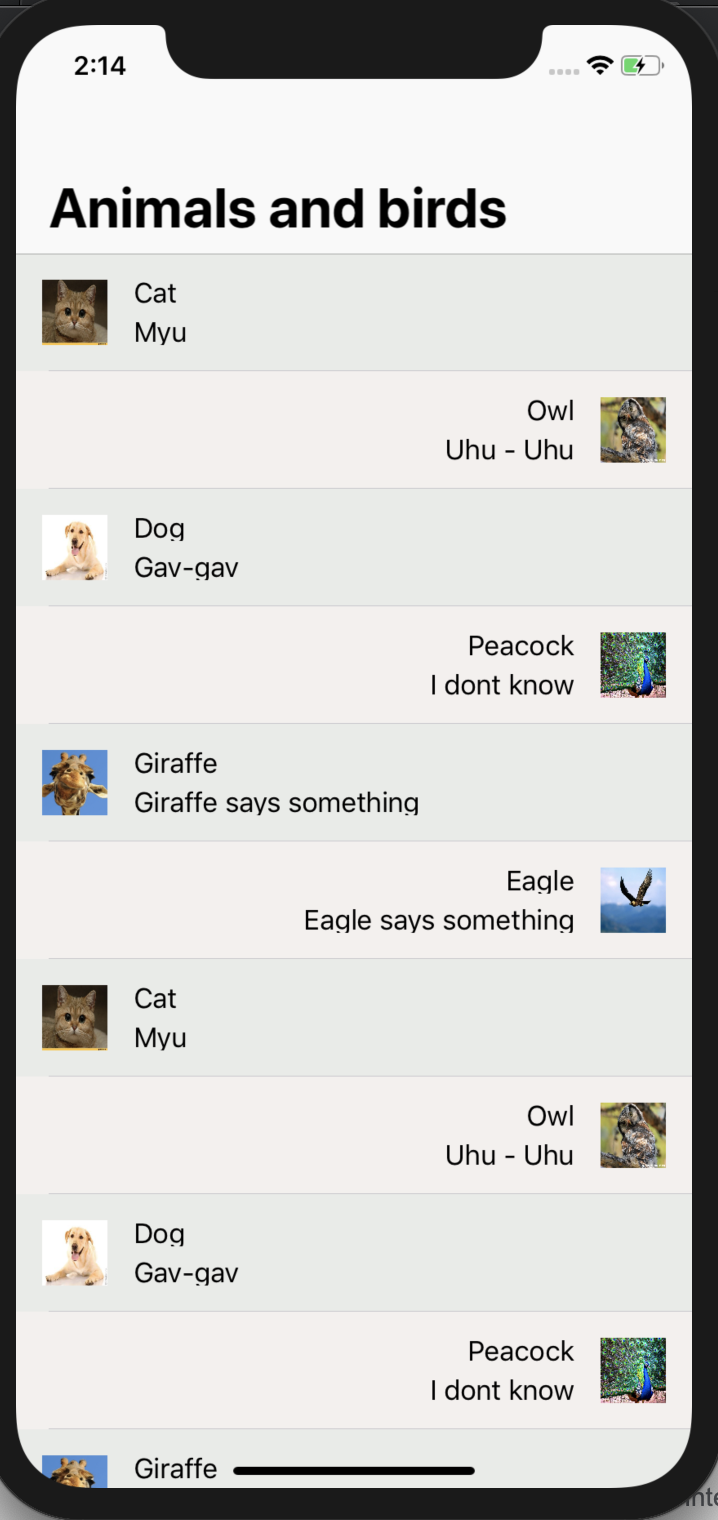 2:14
Animals and birds
Cat
Myu
Owl
Uhu - Uhu
Dog
Gav-gav
Peacock
I dont know
Giraffe
Giraffe says something
Eagle
Eagle says something
Cat
Myu
Owl
Uhu - Uhu
Dog
Gav-gav
Peacock
I dont know
Giraffe